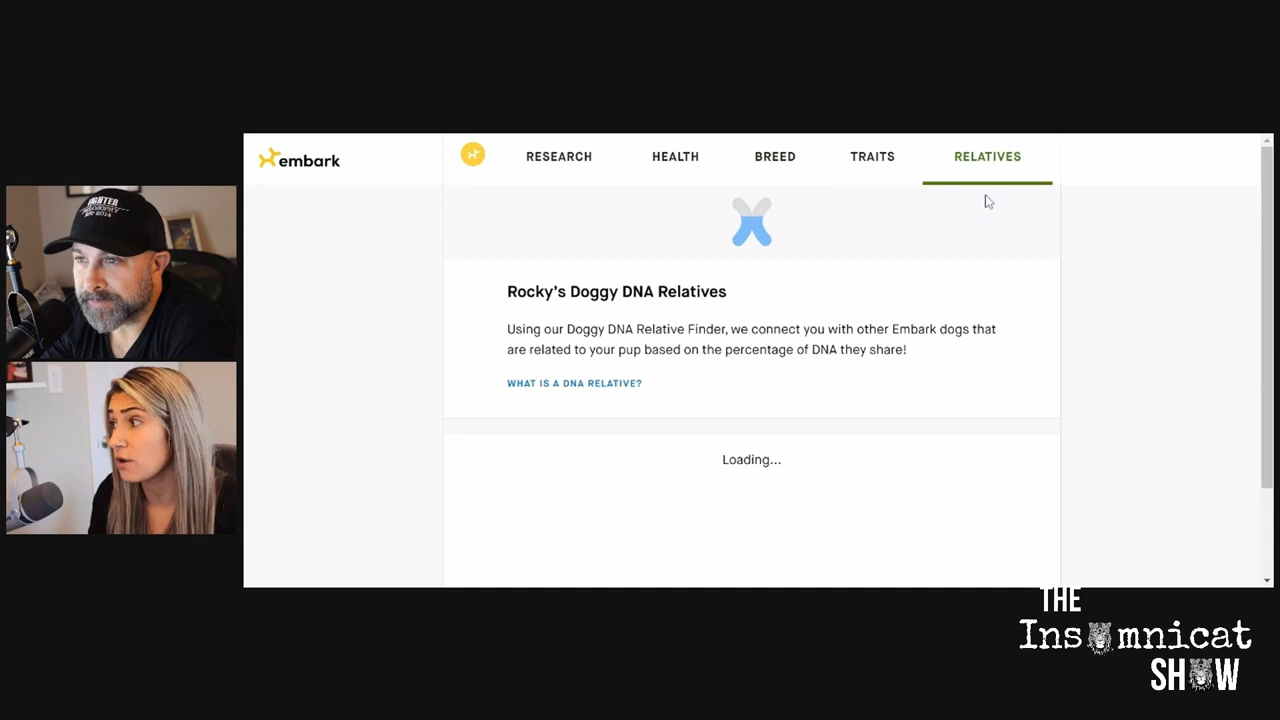 embark
RESEARCH
HEALTH
BREED
TRAITS
RELATIVES
Rocky's Doggy DNA Relatives
Using our Doggy DNA Relative Finder, we connect you with other Embark dogs that
are related to your pup based on the percentage of DNA they share!
WHAT IS A DNA RELATIVE?
Loading...
FIGHTER
THE
Insomnicat
SHOW